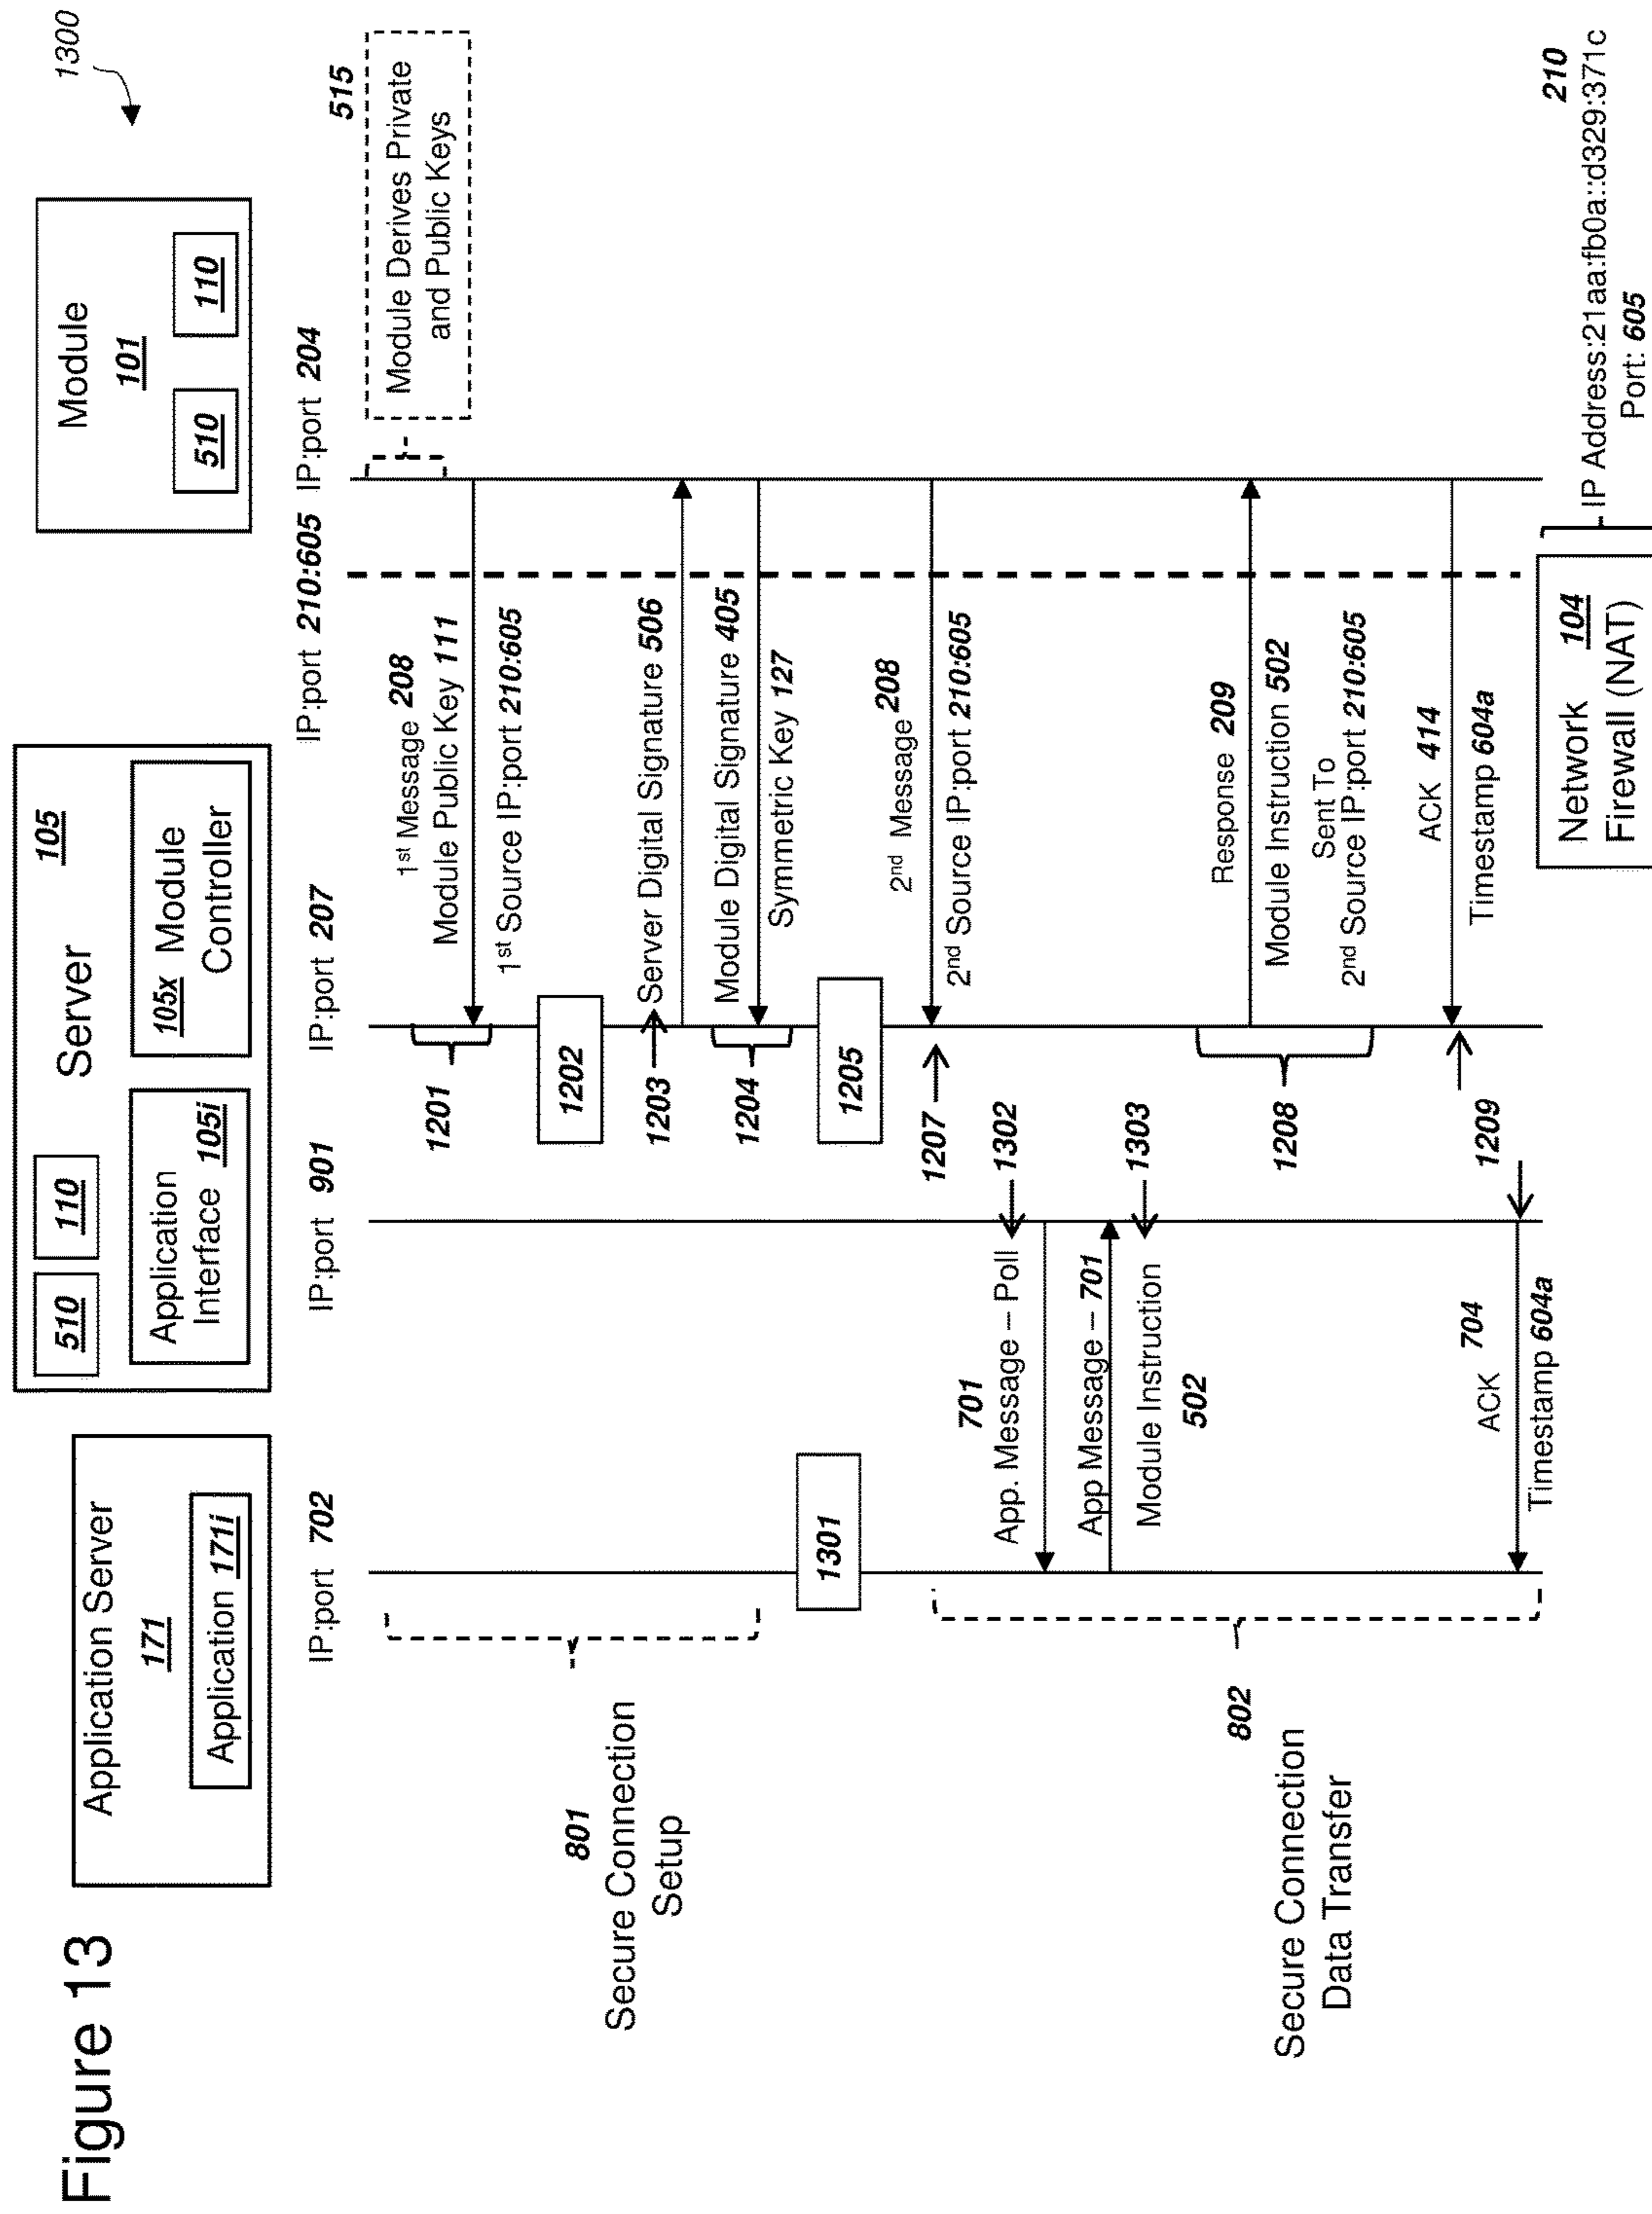 Figure 13
1300
Application Server
171
Application 171i
510
110
Server
105
Application
Interface 105i
105x Module
Controller
Module
101
510
110
IP:port 702
IP:port 901
IP:port 207
IP:port 210:605
IP:port 204
515
Module Derives Private
and Public Keys
801
Secure Connection
Setup
1201
1st Message 208
Module Public Key 111
1st Source IP:port 210:605
1202
1203
Server Digital Signature 506
1204
Module Digital Signature 405
Symmetric Key 127
1301
1205
1207
2nd Message 208
2nd Source IP:port 210:605
802
Secure Connection
Data Transfer
701
App. Message – Poll
1302
App Message – 701
Module Instruction
502
1303
1208
Response 209
Module Instruction 502
Sent To
2nd Source IP:port 210:605
ACK 414
Timestamp 604a
1209
ACK 704
Timestamp 604a
Network 104
Firewall (NAT)
210
IP Address:21aa:fb0a::d329:371c
Port: 605